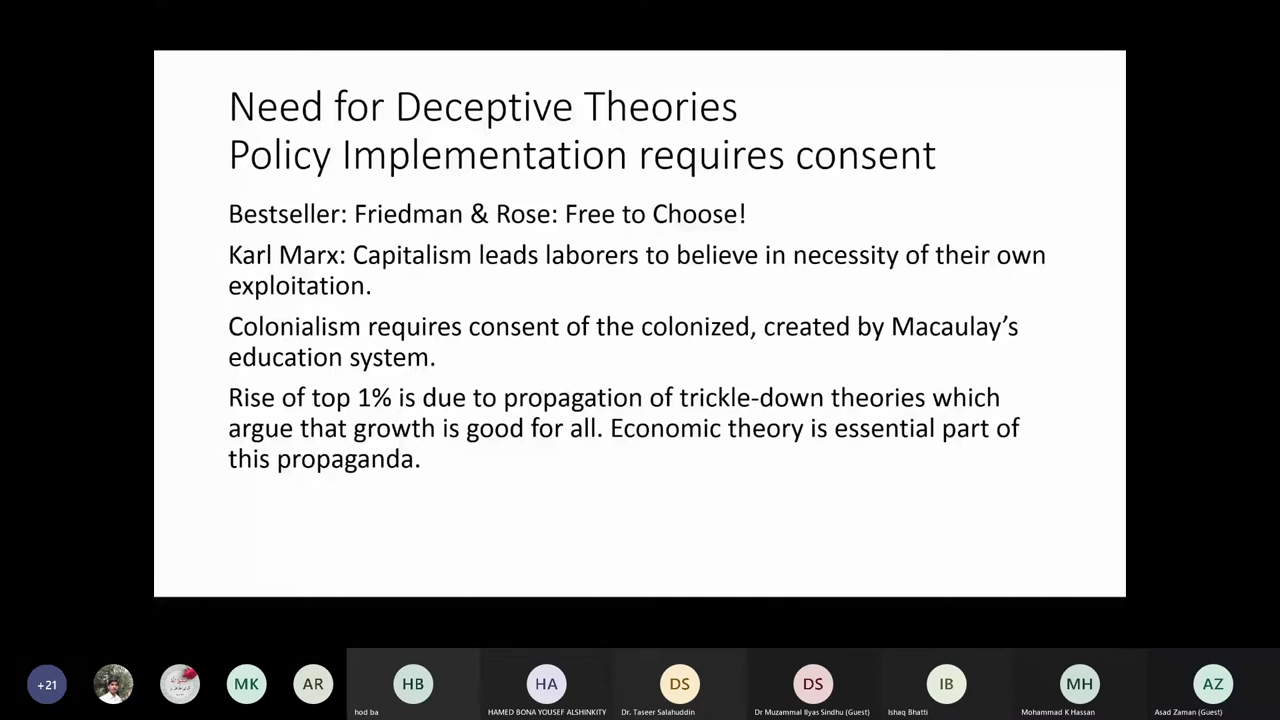 Need for Deceptive Theories
Policy Implementation requires consent
Bestseller: Friedman & Rose: Free to Choose!
Karl Marx: Capitalism leads laborers to believe in necessity of their own
exploitation.
Colonialism requires consent of the colonized, created by Macaulay's
education system.
Rise of top 1% is due to propagation of trickle-down theories which
argue that growth is good for all. Economic theory is essential part of
this propaganda.
+21
MK
AR
HB
HA
DS
DS
IB
MH
AZ
hod ba
HAMED BONA YOUSEF ALSHINKITY
Dr. Taseer Salahuddin
Dr Muzammal Ilyas Sindhu (Guest)
Ishaq Bhatti
Mohammad K Hassan
Asad Zaman (Guest)